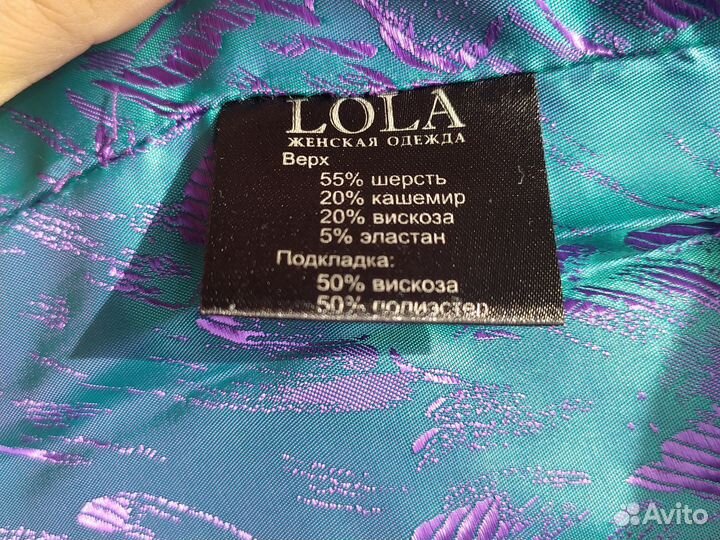 LOLA
ЖЕНСКАЯ ОДЕЖДА
Верх
55% шерсть
20% кашемир
20% вискоза
5% эластан
Подкладка:
50% вискоза
50% полиэстер
Avito